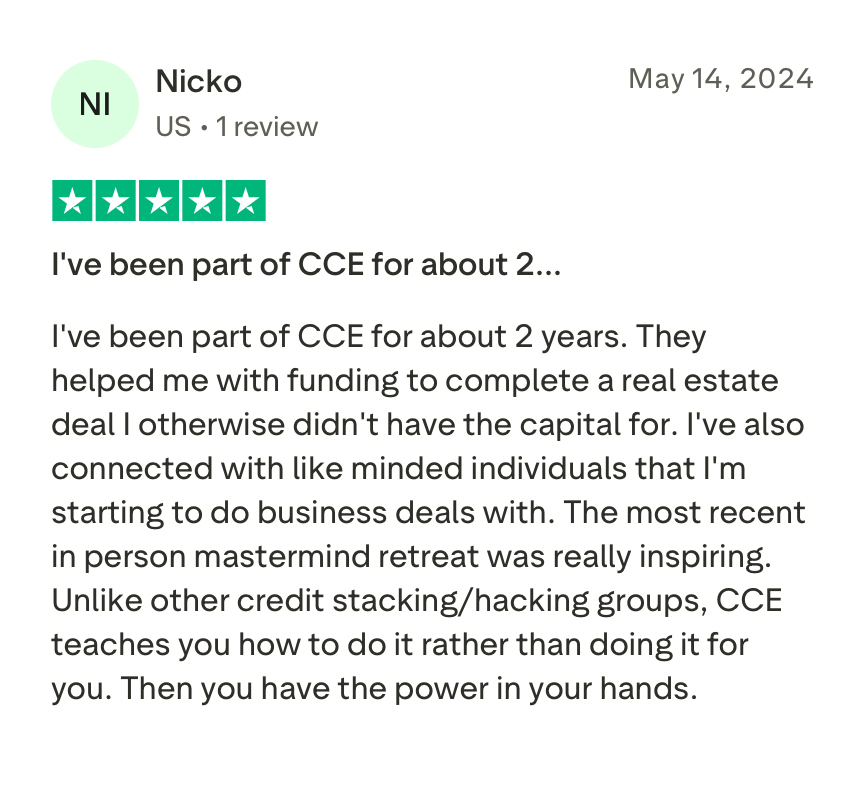 NI
Nicko
May 14, 2024
US • 1 review
I've been part of CCE for about 2...
I've been part of CCE for about 2 years. They
helped me with funding to complete a real estate
deal I otherwise didn't have the capital for. I've also
connected with like minded individuals that I'm
starting to do business deals with. The most recent
in person mastermind retreat was really inspiring.
Unlike other credit stacking/hacking groups, CCE
teaches you how to do it rather than doing it for
you. Then you have the power in your hands.